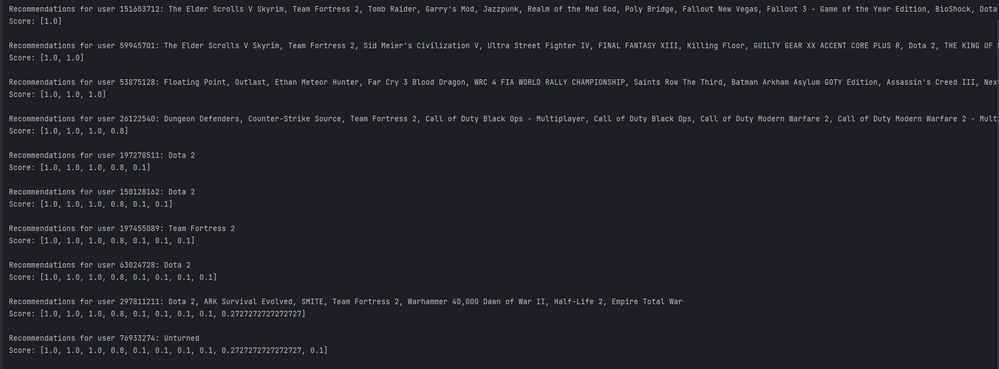 Recommendations for user 151603712: The Elder Scrolls V Skyrim, Team Fortress 2, Tomb Raider, Garry's Mod, Jazzpunk, Realm of the Mad God, Poly Bridge, Fallout New Vegas, Fallout 3 - Game of the Year Edition, BioShock, Dota
Score: [1.0]
Recommendations for user 59945701: The Elder Scrolls V Skyrim, Team Fortress 2, Sid Meier's Civilization V, Ultra Street Fighter IV, FINAL FANTASY XIII, Killing Floor, GUILTY GEAR XX ACCENT CORE PLUS R, Dota 2, THE KING OF
Score: [1.0, 1.0]
Recommendations for user 53875128: Floating Point, Outlast, Ethan Meteor Hunter, Far Cry 3 Blood Dragon, WRC 4 FIA WORLD RALLY CHAMPIONSHIP, Saints Row The Third, Batman Arkham Asylum GOTY Edition, Assassin's Creed III, Nex
Score: [1.0, 1.0, 1.0]
Recommendations for user 26122540: Dungeon Defenders, Counter-Strike Source, Team Fortress 2, Call of Duty Black Ops - Multiplayer, Call of Duty Black Ops, Call of Duty Modern Warfare 2, Call of Duty Modern Warfare 2 - Mult
Score: [1.0, 1.0, 1.0, 0.8]
Recommendations for user 197278511: Dota 2
Score: [1.0, 1.0, 1.0, 0.8, 0.1]
Recommendations for user 150128162: Dota 2
Score: [1.0, 1.0, 1.0, 0.8, 0.1, 0.1]
Recommendations for user 197455089: Team Fortress 2
Score: [1.0, 1.0, 1.0, 0.8, 0.1, 0.1, 0.1]
Recommendations for user 63024728: Dota 2
Score: [1.0, 1.0, 1.0, 0.8, 0.1, 0.1, 0.1, 0.1]
Recommendations for user 297811211: Dota 2, ARK Survival Evolved, SMITE, Team Fortress 2, Warhammer 40,000 Dawn of War II, Half-Life 2, Empire Total War
Score: [1.0, 1.0, 1.0, 0.8, 0.1, 0.1, 0.1, 0.1, 0.2727272727272727]
Recommendations for user 76933274: Unturned
Score: [1.0, 1.0, 1.0, 0.8, 0.1, 0.1, 0.1, 0.1, 0.2727272727272727, 0.1]